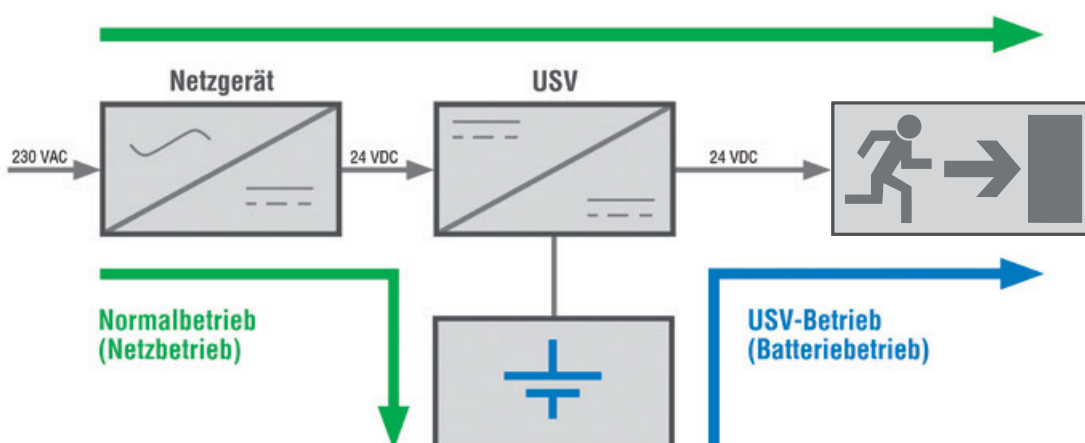 Netzgerät
USV
230 VAC
24 VDC
24 VDC
Normalbetrieb
(Netzbetrieb)
USV-Betrieb
(Batteriebetrieb)